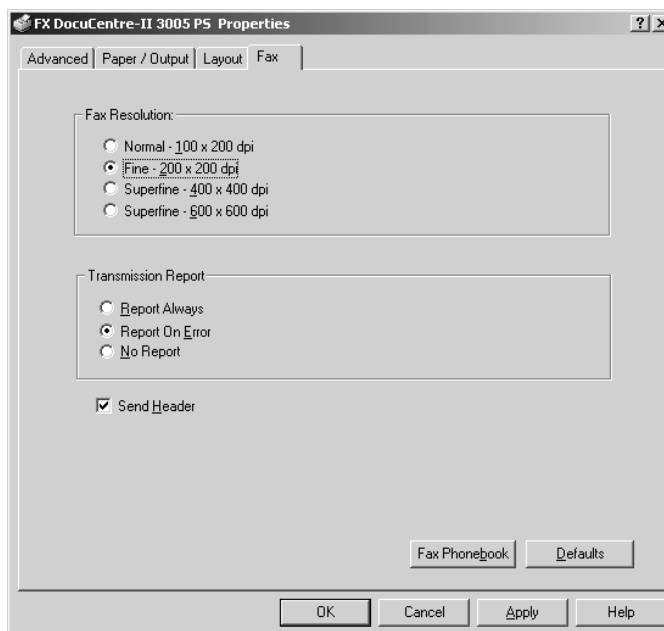 FX DocuCentre-II 3005 PS Properties
Advanced Paper / Output Layout Fax
Fax Resolution:
Normal - 100 x 200 dpi
Fine - 200 x 200 dpi
Superfine - 400 x 400 dpi
Superfine - 600 x 600 dpi
Transmission Report
Report Always
Report On Error
No Report
Send Header
Fax Phonebook Defaults
OK Cancel Apply Help